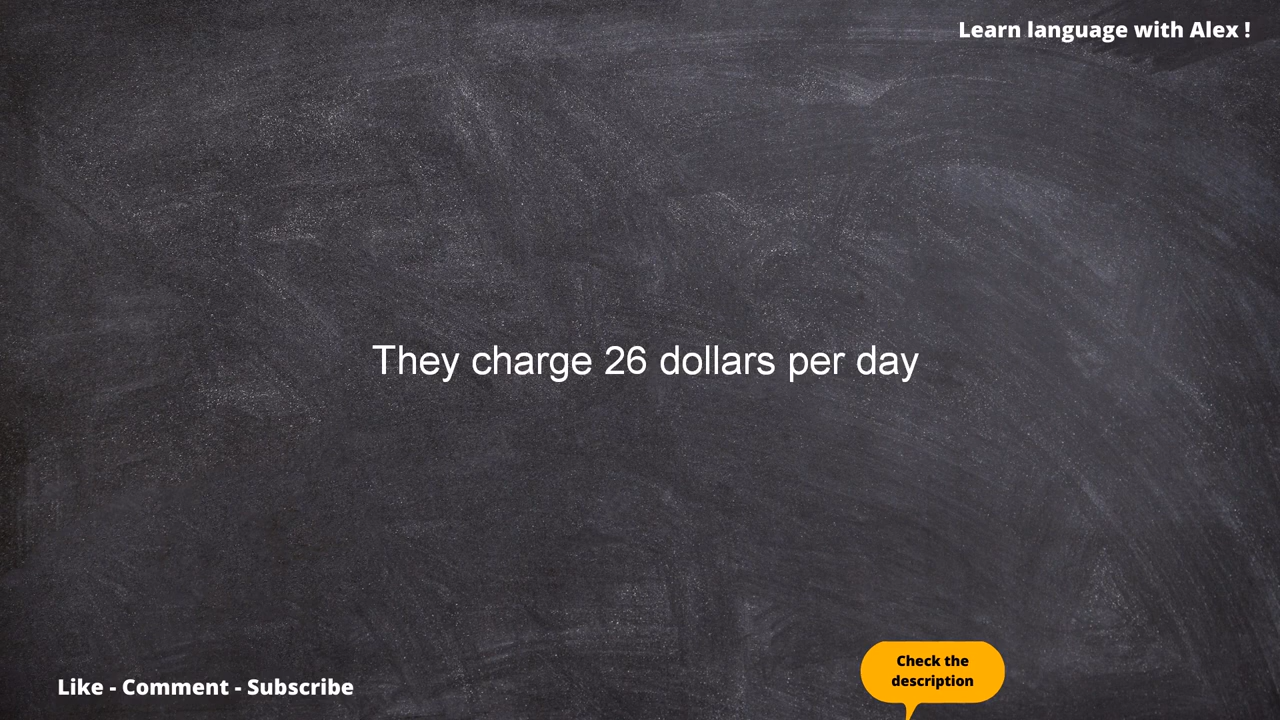 Learn language with Alex !
They charge 26 dollars per day
Check the
description
Like - Comment - Subscribe